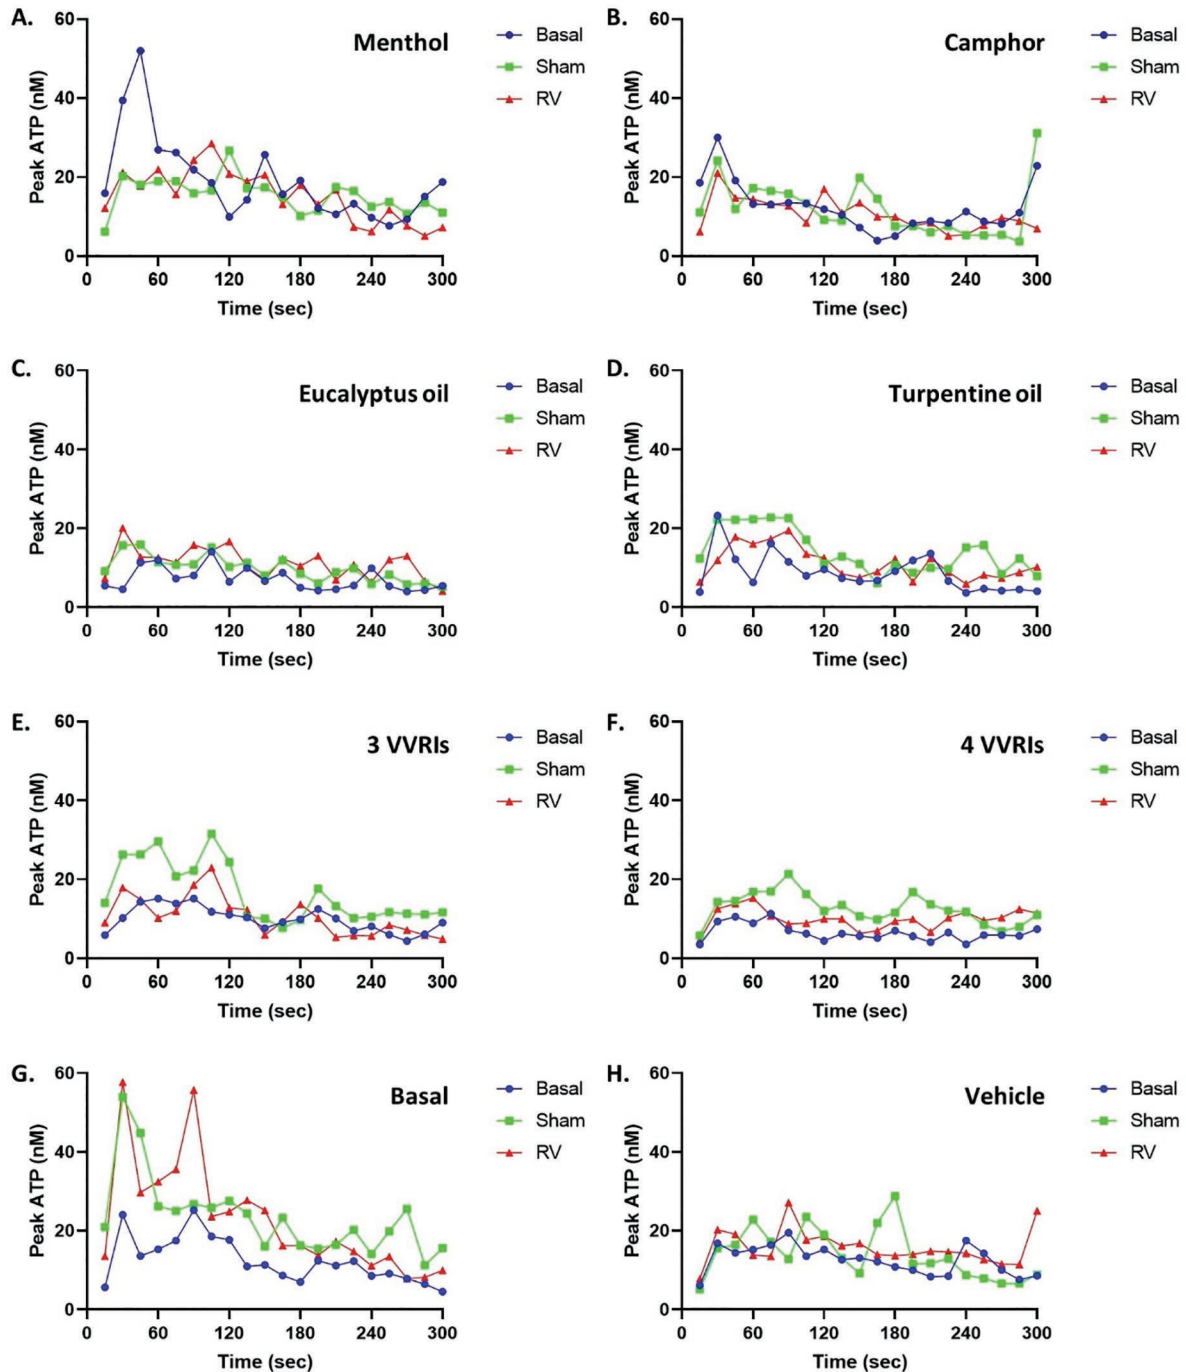 A.
Menthol
Peak ATP (nM)
60
40
20
0
0 60 120 180 240 300
Time (sec)
Basal
Sham
RV
B.
Camphor
Peak ATP (nM)
60
40
20
0
0 60 120 180 240 300
Time (sec)
Basal
Sham
RV
C.
Eucalyptus oil
Peak ATP (nM)
60
40
20
0
0 60 120 180 240 300
Time (sec)
Basal
Sham
RV
D.
Turpentine oil
Peak ATP (nM)
60
40
20
0
0 60 120 180 240 300
Time (sec)
Basal
Sham
RV
E.
3 VVRIs
Peak ATP (nM)
60
40
20
0
0 60 120 180 240 300
Time (sec)
Basal
Sham
RV
F.
4 VVRIs
Peak ATP (nM)
60
40
20
0
0 60 120 180 240 300
Time (sec)
Basal
Sham
RV
G.
Basal
Peak ATP (nM)
60
40
20
0
0 60 120 180 240 300
Time (sec)
Basal
Sham
RV
H.
Vehicle
Peak ATP (nM)
60
40
20
0
0 60 120 180 240 300
Time (sec)
Basal
Sham
RV